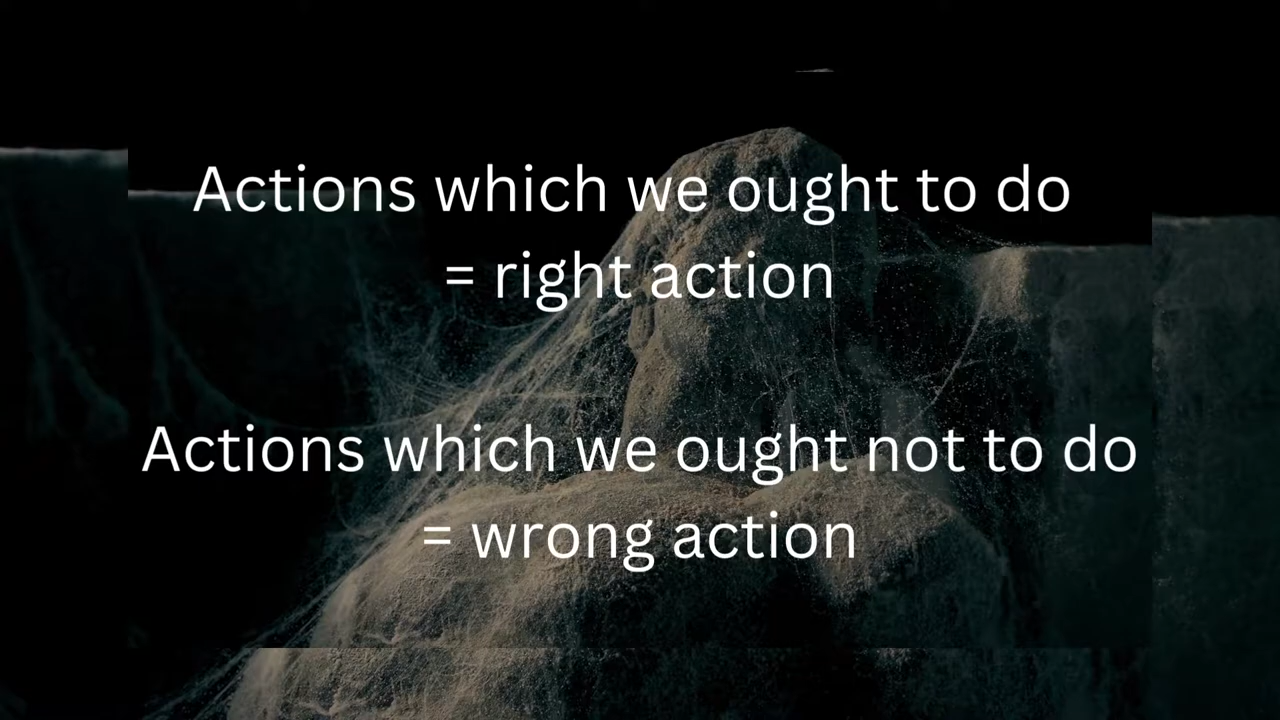 Actions which we ought to do
= right action
Actions which we ought not to do
= wrong action